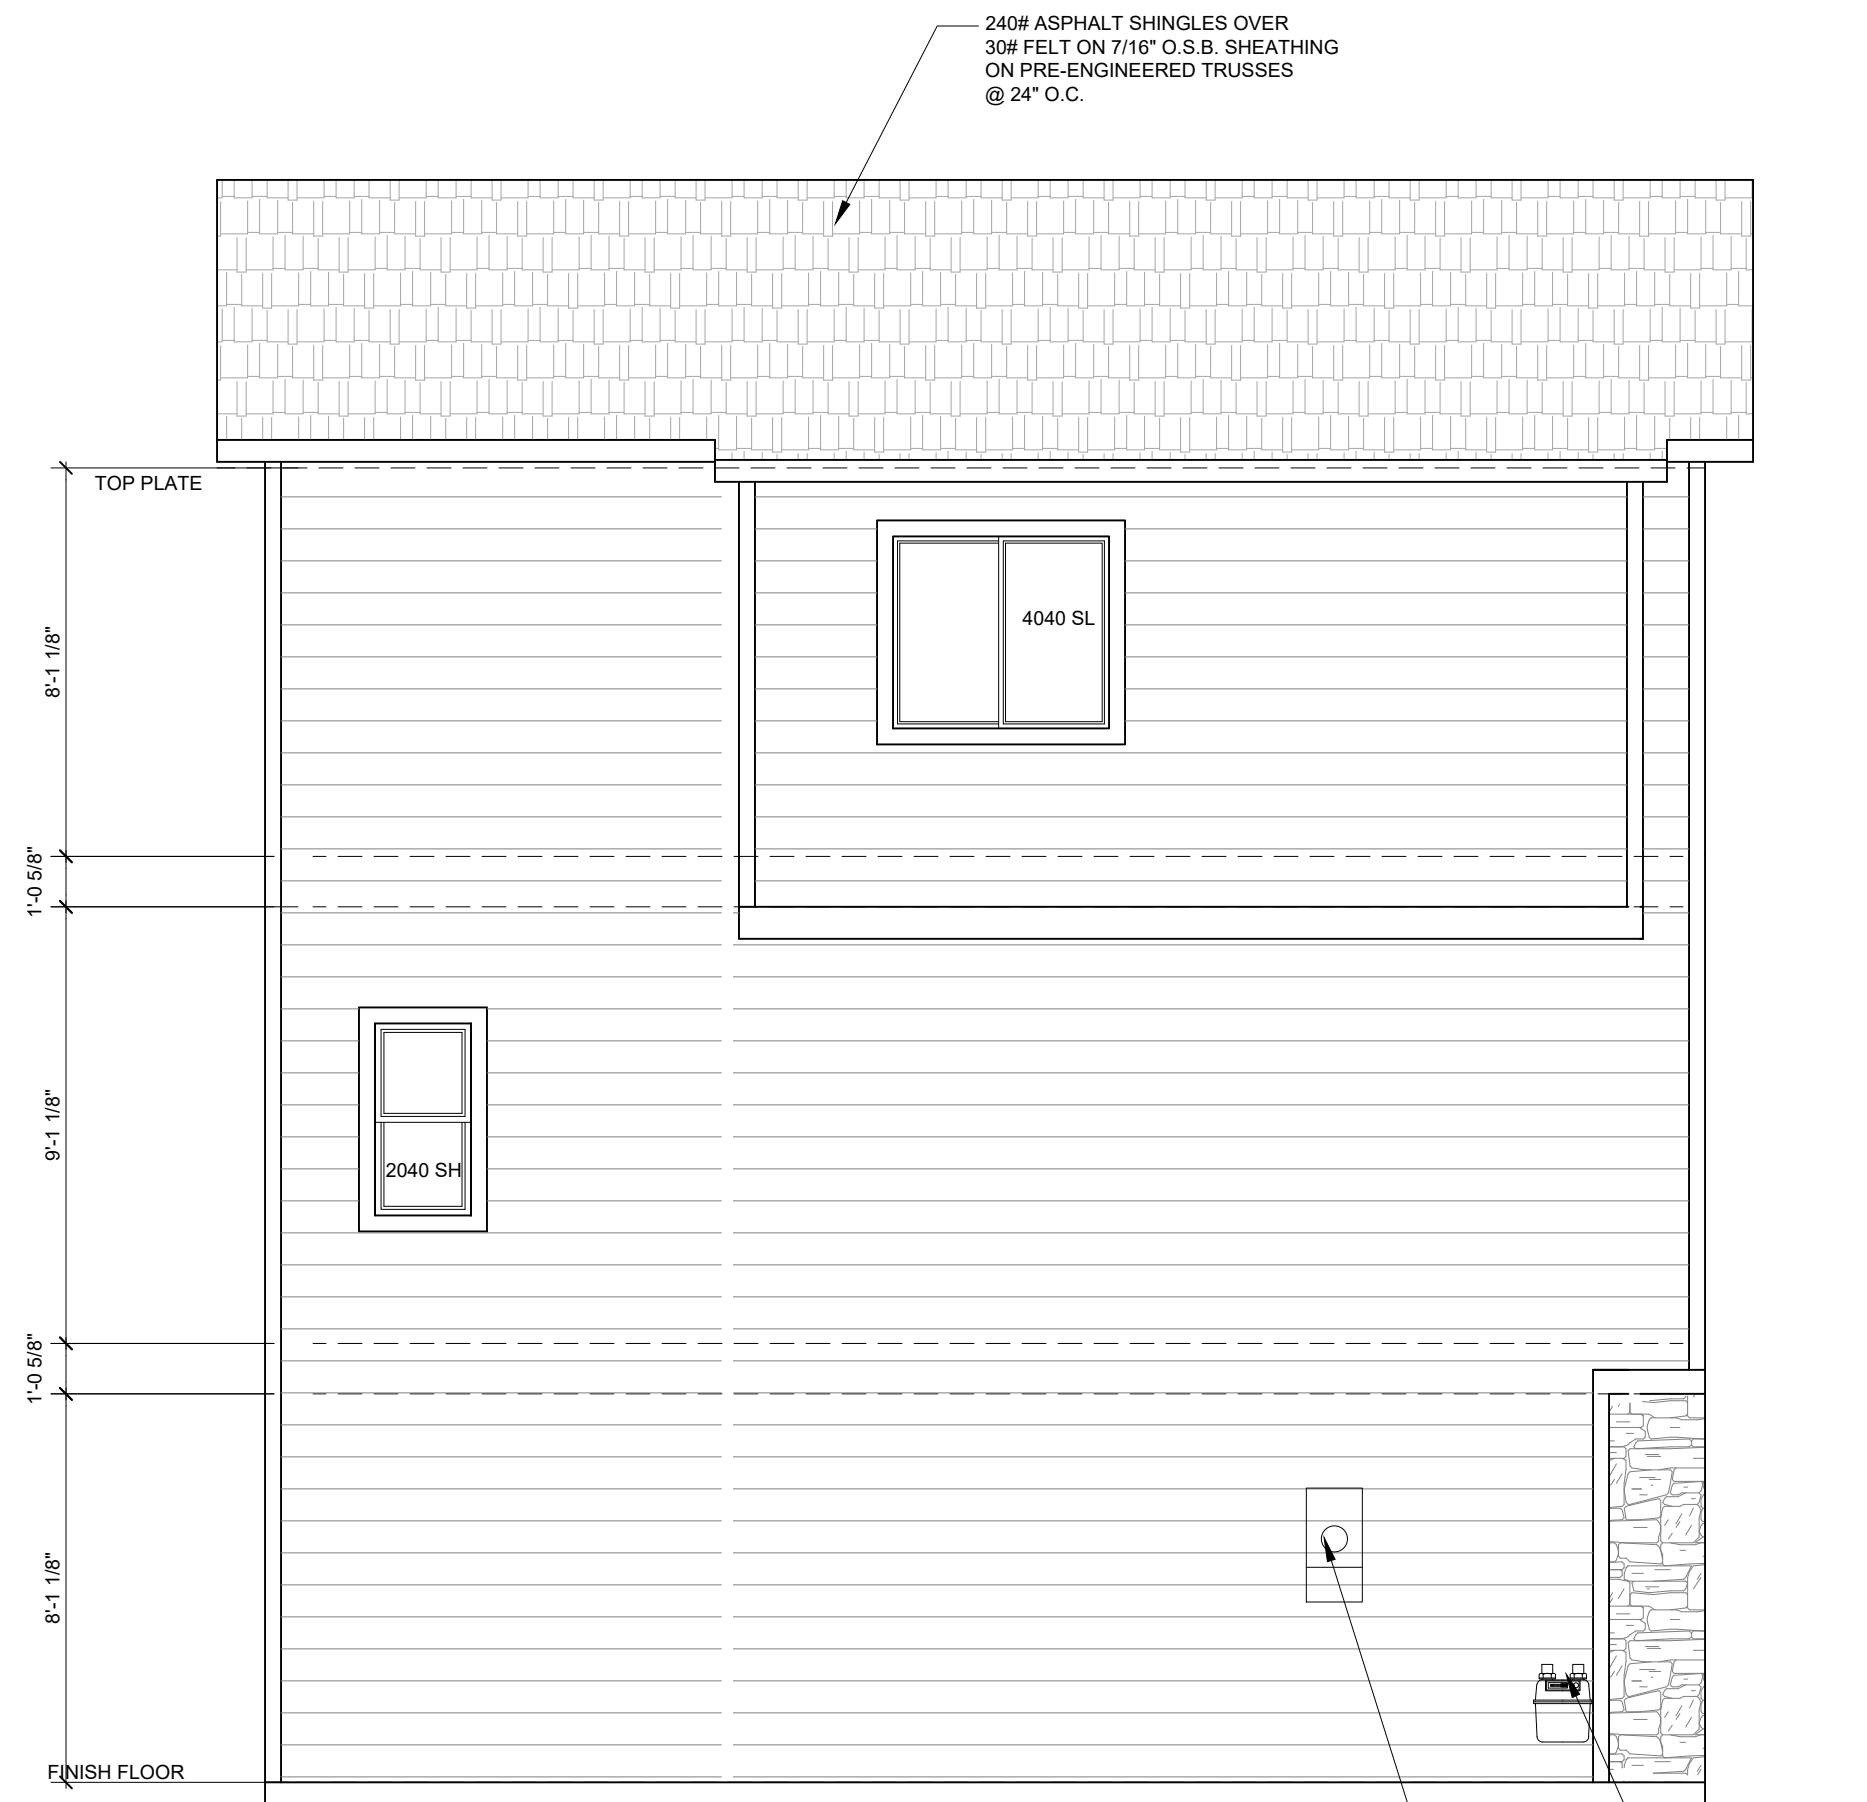 240# ASPHALT SHINGLES OVER
30# FELT ON 7/16" O.S.B. SHEATHING
ON PRE-ENGINEERED TRUSSES
@ 24" O.C.
TOP PLATE
8'-1 1/8"
4040 SL
1'-0 5/8"
9'-1 1/8"
2040 SH
1'-0 5/8"
8'-1 1/8"
FINISH FLOOR